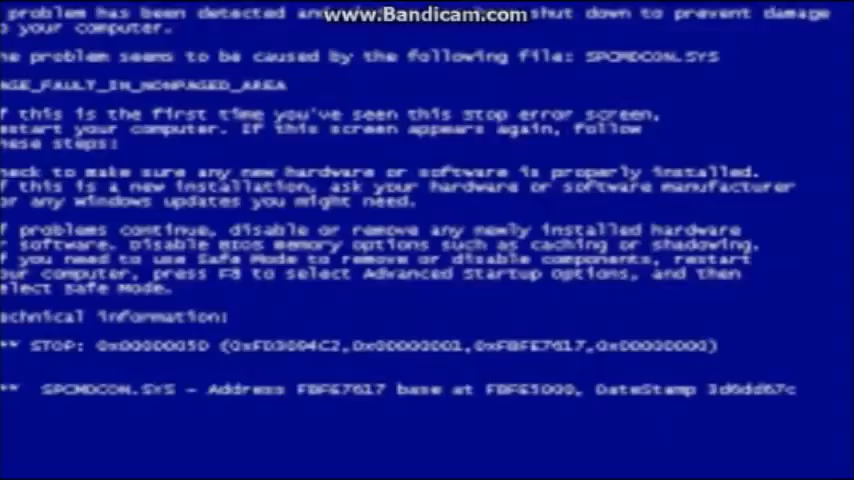 www.Bandicam.com
problem has been detected and shut down to prevent damage
o your computer.
he problem seems to be caused by the following file: SPCMDCON.SYS
AGE_FAULT_IN_NONPAGED_AREA
f this is the first time you've seen this stop error screen,
estart your computer. If this screen appears again, follow
hese steps:
heck to make sure any new hardware or software is properly installed.
f this is a new installation, ask your hardware or software manufacturer
or any windows updates you might need.
f problems continue, disable or remove any newly installed hardware
r software. Disable BIOS memory options such as caching or shadowing.
f you need to use Safe Mode to remove or disable components, restart
our computer, press F8 to select Advanced Startup Options, and then
elect Safe Mode.
echnical information:
** STOP: 0x00000050 (0xFD3094C2,0x00000001,0xFBFE7617,0x00000000)
** SPCMDCON.SYS - Address FBFE7617 base at FBFE5000, DateStamp 3d6dd67c